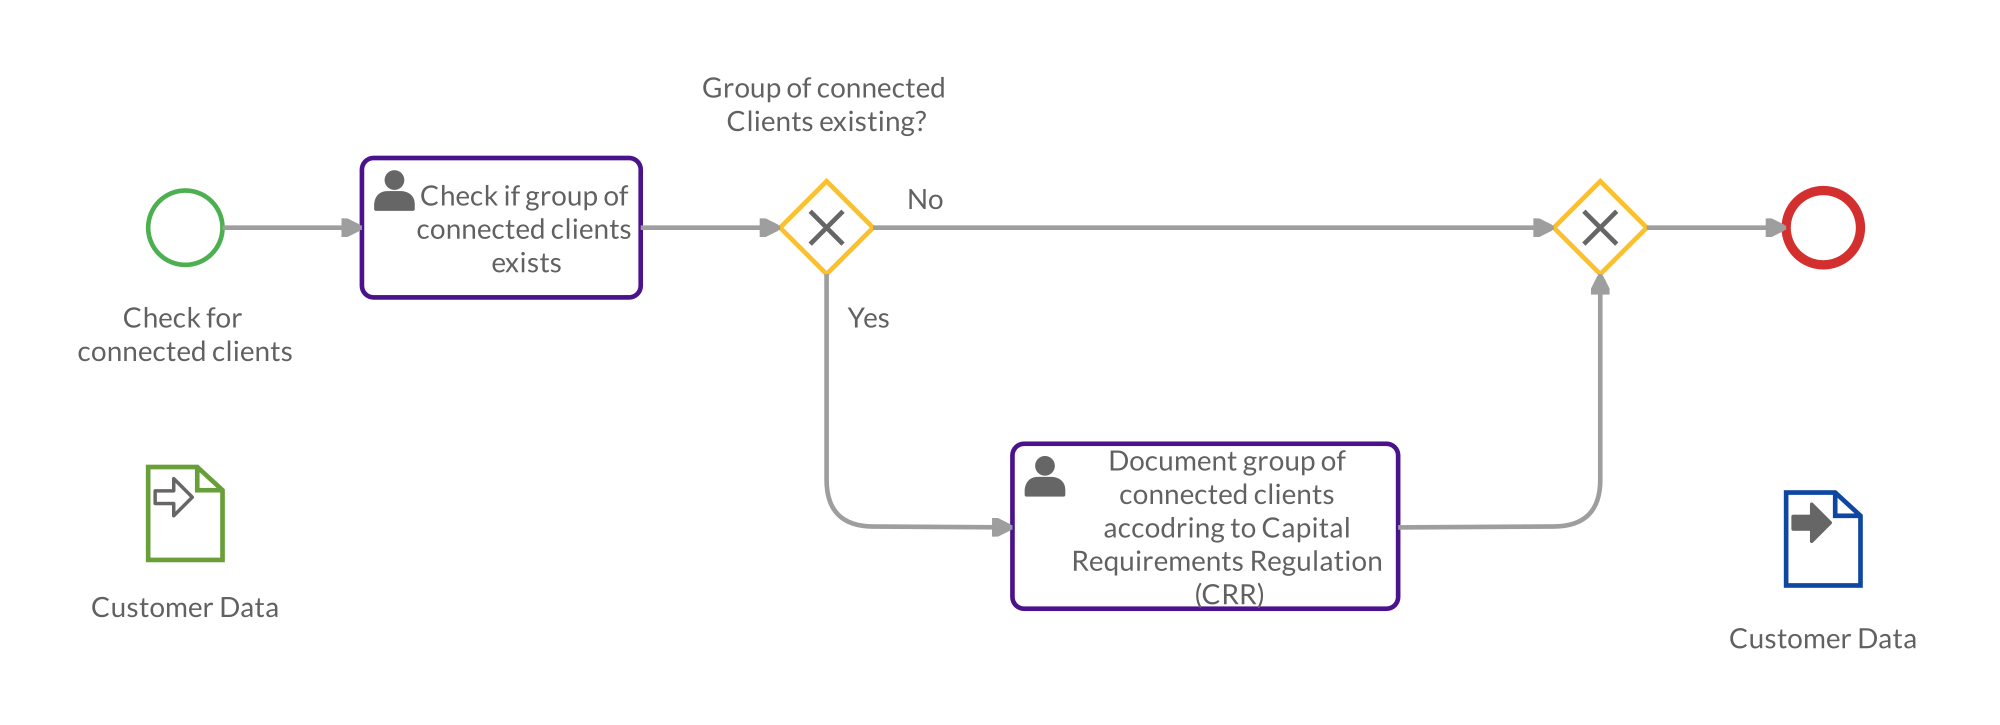 Group of connected
Clients existing?
Check if group of
connected clients
exists
No
Check for
connected clients
Yes
Document group of
connected clients
accodring to Capital
Requirements Regulation
(CRR)
Customer Data
Customer Data